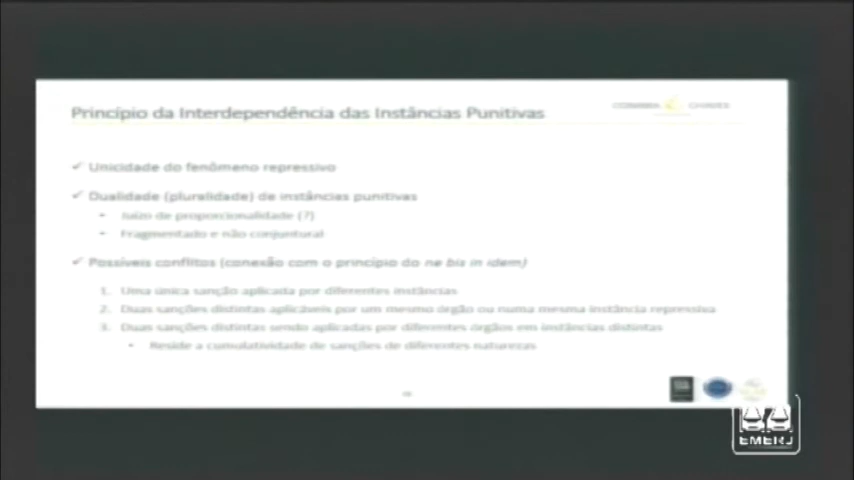 Princípio da Interdependência das Instâncias Punitivas
Unicidade do fenômeno repressivo
Dualidade (pluralidade) de instâncias punitivas
Juízo de proporcionalidade (?)
Fragmentado e não conjuntural
Possíveis conflitos (conexão com o princípio do ne bis in idem)
1. Uma única sanção aplicada por diferentes instâncias
2. Duas sanções distintas aplicáveis por um mesmo órgão ou numa mesma instância repressiva
3. Duas sanções distintas sendo aplicadas por diferentes órgãos em instâncias distintas
Reside a cumulatividade de sanções de diferentes naturezas
EMERJ